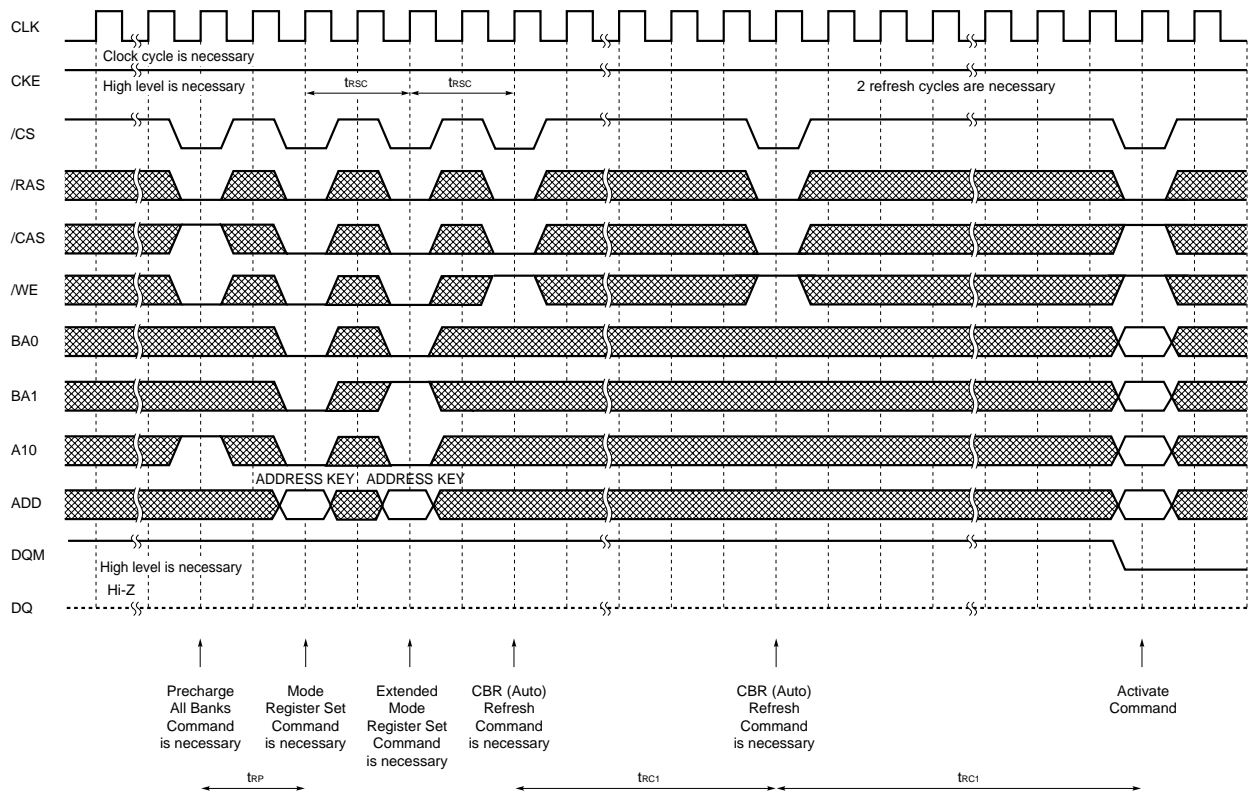 CLK
Clock cycle is necessary
CKE
High level is necessary
tRSC
tRSC
2 refresh cycles are necessary
/CS
/RAS
/CAS
/WE
BA0
BA1
A10
ADDRESS KEY
ADDRESS KEY
ADD
DQM
High level is necessary
Hi-Z
DQ
Precharge
All Banks
Command
is necessary
Mode
Register Set
Command
is necessary
Extended
Mode
Register Set
Command
is necessary
CBR (Auto)
Refresh
Command
is necessary
CBR (Auto)
Refresh
Command
is necessary
Activate
Command
tRP
tRC1
tRC1